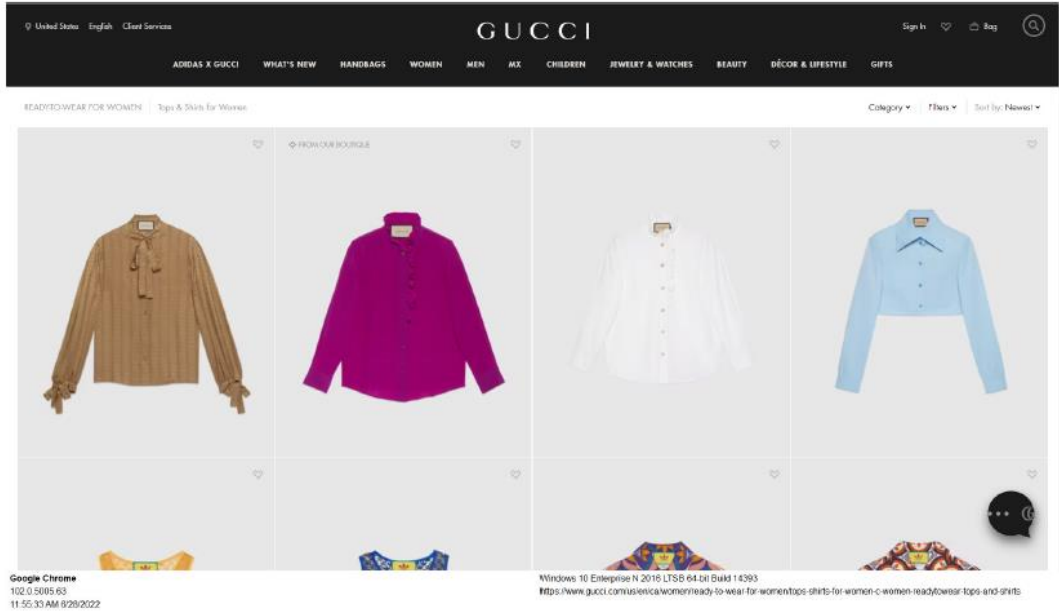 United States English Client Services
GUCCI
Sign In Bag
ADIDAS X GUCCI WHAT'S NEW HANDBAGS WOMEN MEN MX CHILDREN JEWELRY & WATCHES BEAUTY DÉCOR & LIFESTYLE GIFTS
READY-TO-WEAR FOR WOMEN Tops & Shirts for Women
Category Filters Sort by: Newest
FROM OUR BOUTIQUE
Google Chrome
102.0.5005.63
11:55:33 AM 6/28/2022
Windows 10 Enterprise N 2016 LTSB 64-bit Build 14393
https://www.gucci.com/us/en/ca/women/ready-to-wear-for-women/tops-shirts-for-women-c-women-readytowear-tops-and-shirts